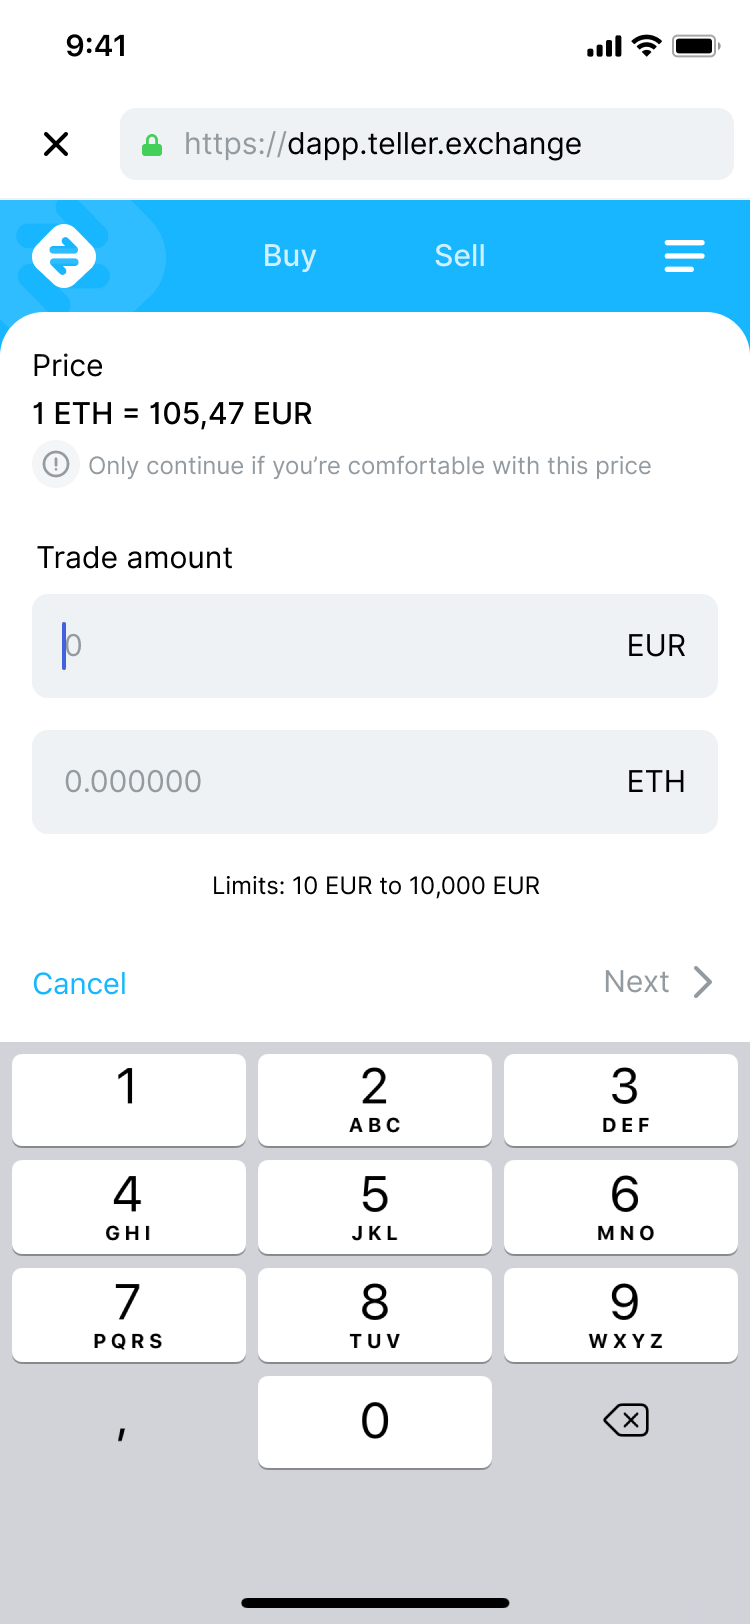 9:41
https://dapp.teller.exchange
Buy Sell
Price
1 ETH = 105,47 EUR
Only continue if you’re comfortable with this price
Trade amount
0 EUR
0.000000 ETH
Limits: 10 EUR to 10,000 EUR
Cancel Next
1 2 3
ABC DEF
4 5 6
GHI JKL MNO
7 8 9
PQRS TUV WXYZ
, 0